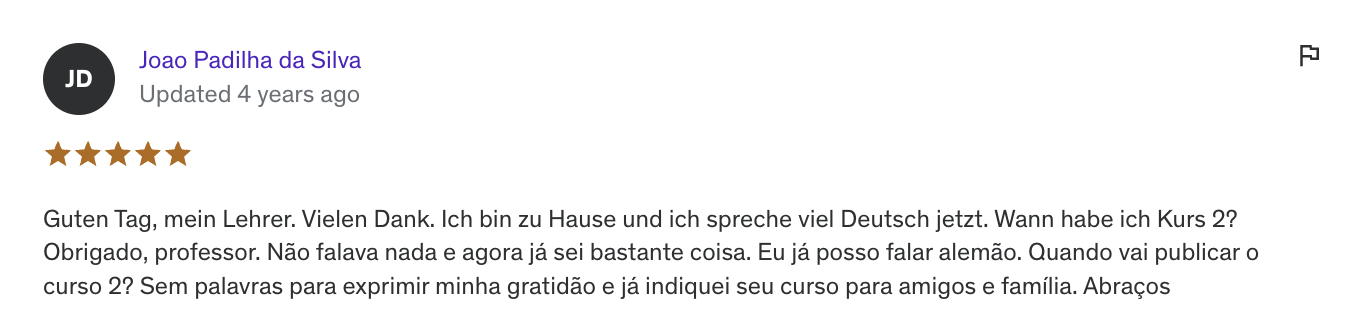 JD
Joao Padilha da Silva
Updated 4 years ago
Guten Tag, mein Lehrer. Vielen Dank. Ich bin zu Hause und ich spreche viel Deutsch jetzt. Wann habe ich Kurs 2?
Obrigado, professor. Não falava nada e agora já sei bastante coisa. Eu já posso falar alemão. Quando vai publicar o
curso 2? Sem palavras para exprimir minha gratidão e já indiquei seu curso para amigos e família. Abraços